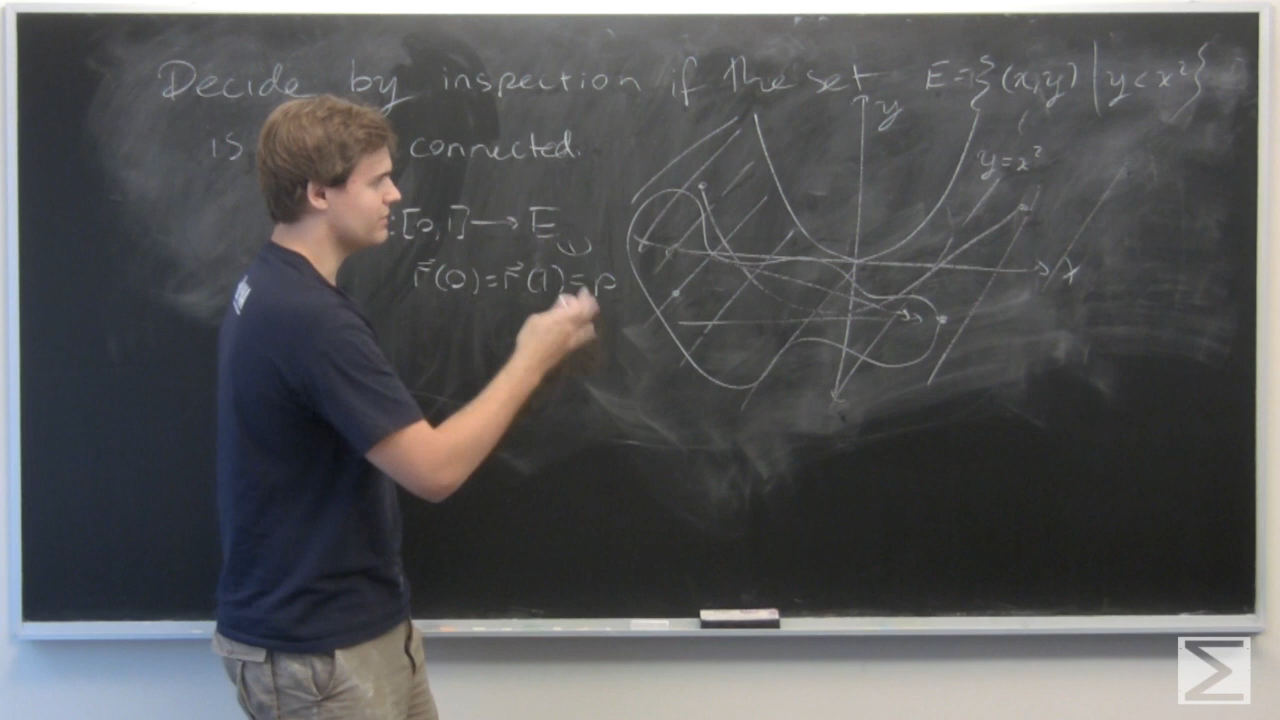 Decide by inspection if the set E={(x,y) | y<x²}
is connected.
:[0,1]→E
r⃗(0)=r⃗(1)=p
y
y=x²
x
Σ